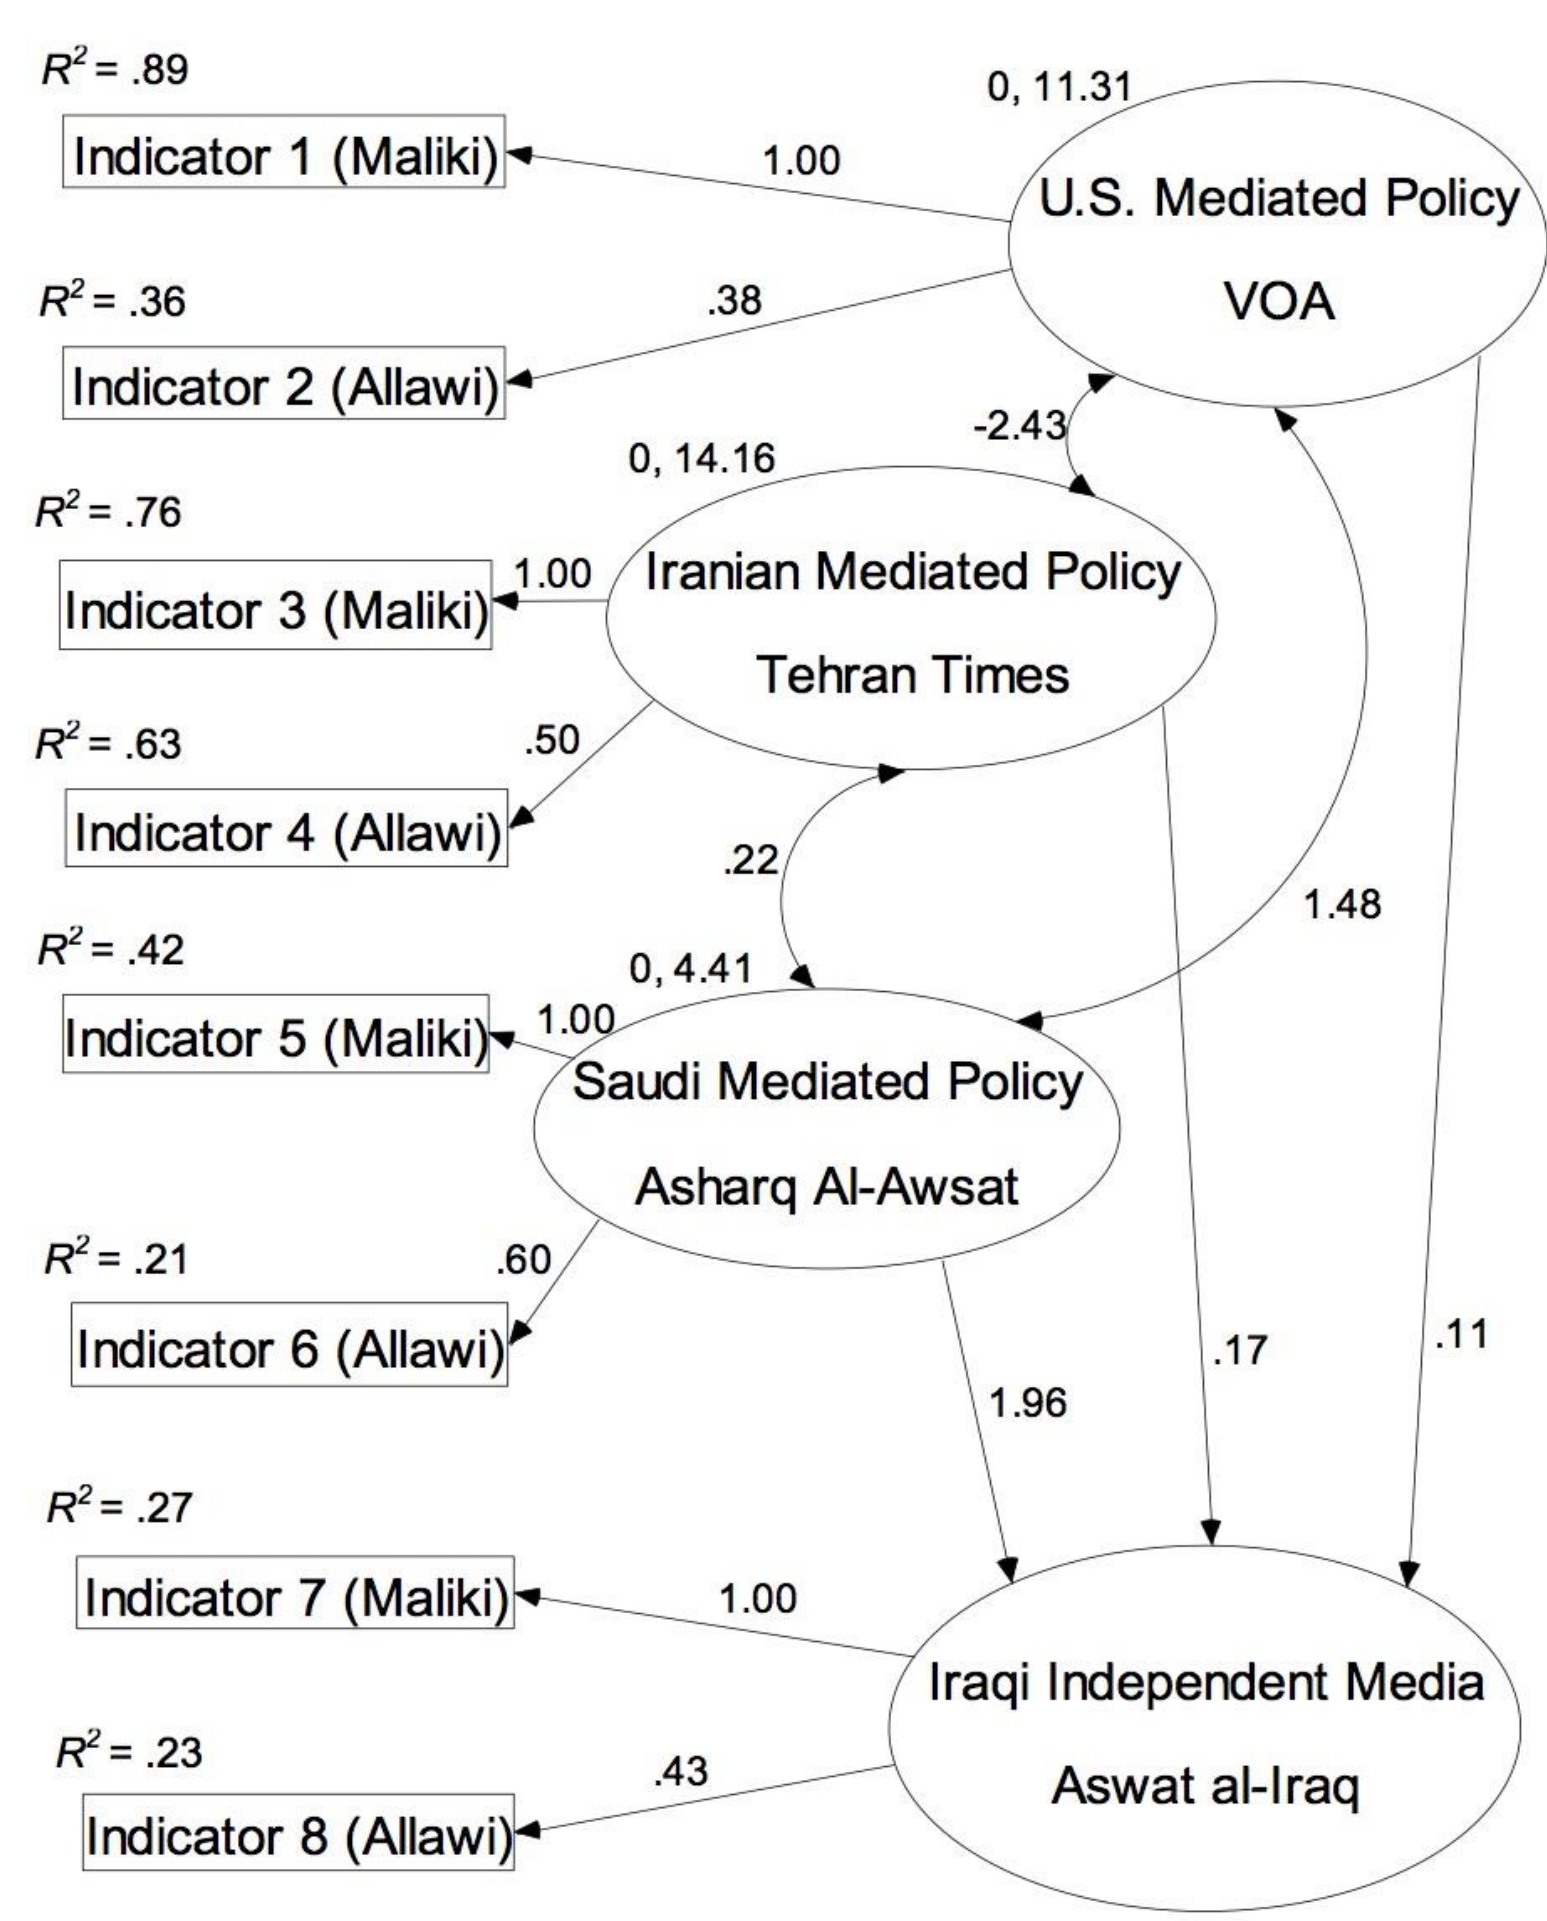 R² = .89
0, 11.31
Indicator 1 (Maliki)
1.00
U.S. Mediated Policy
VOA
R² = .36
.38
Indicator 2 (Allawi)
-2.43
0, 14.16
R² = .76
1.00
Indicator 3 (Maliki)
Iranian Mediated Policy
Tehran Times
R² = .63
.50
Indicator 4 (Allawi)
.22
1.48
R² = .42
0, 4.41
1.00
Indicator 5 (Maliki)
Saudi Mediated Policy
Asharq Al-Awsat
R² = .21
.60
Indicator 6 (Allawi)
.17
.11
1.96
R² = .27
Indicator 7 (Maliki)
1.00
Iraqi Independent Media
Aswat al-Iraq
R² = .23
.43
Indicator 8 (Allawi)